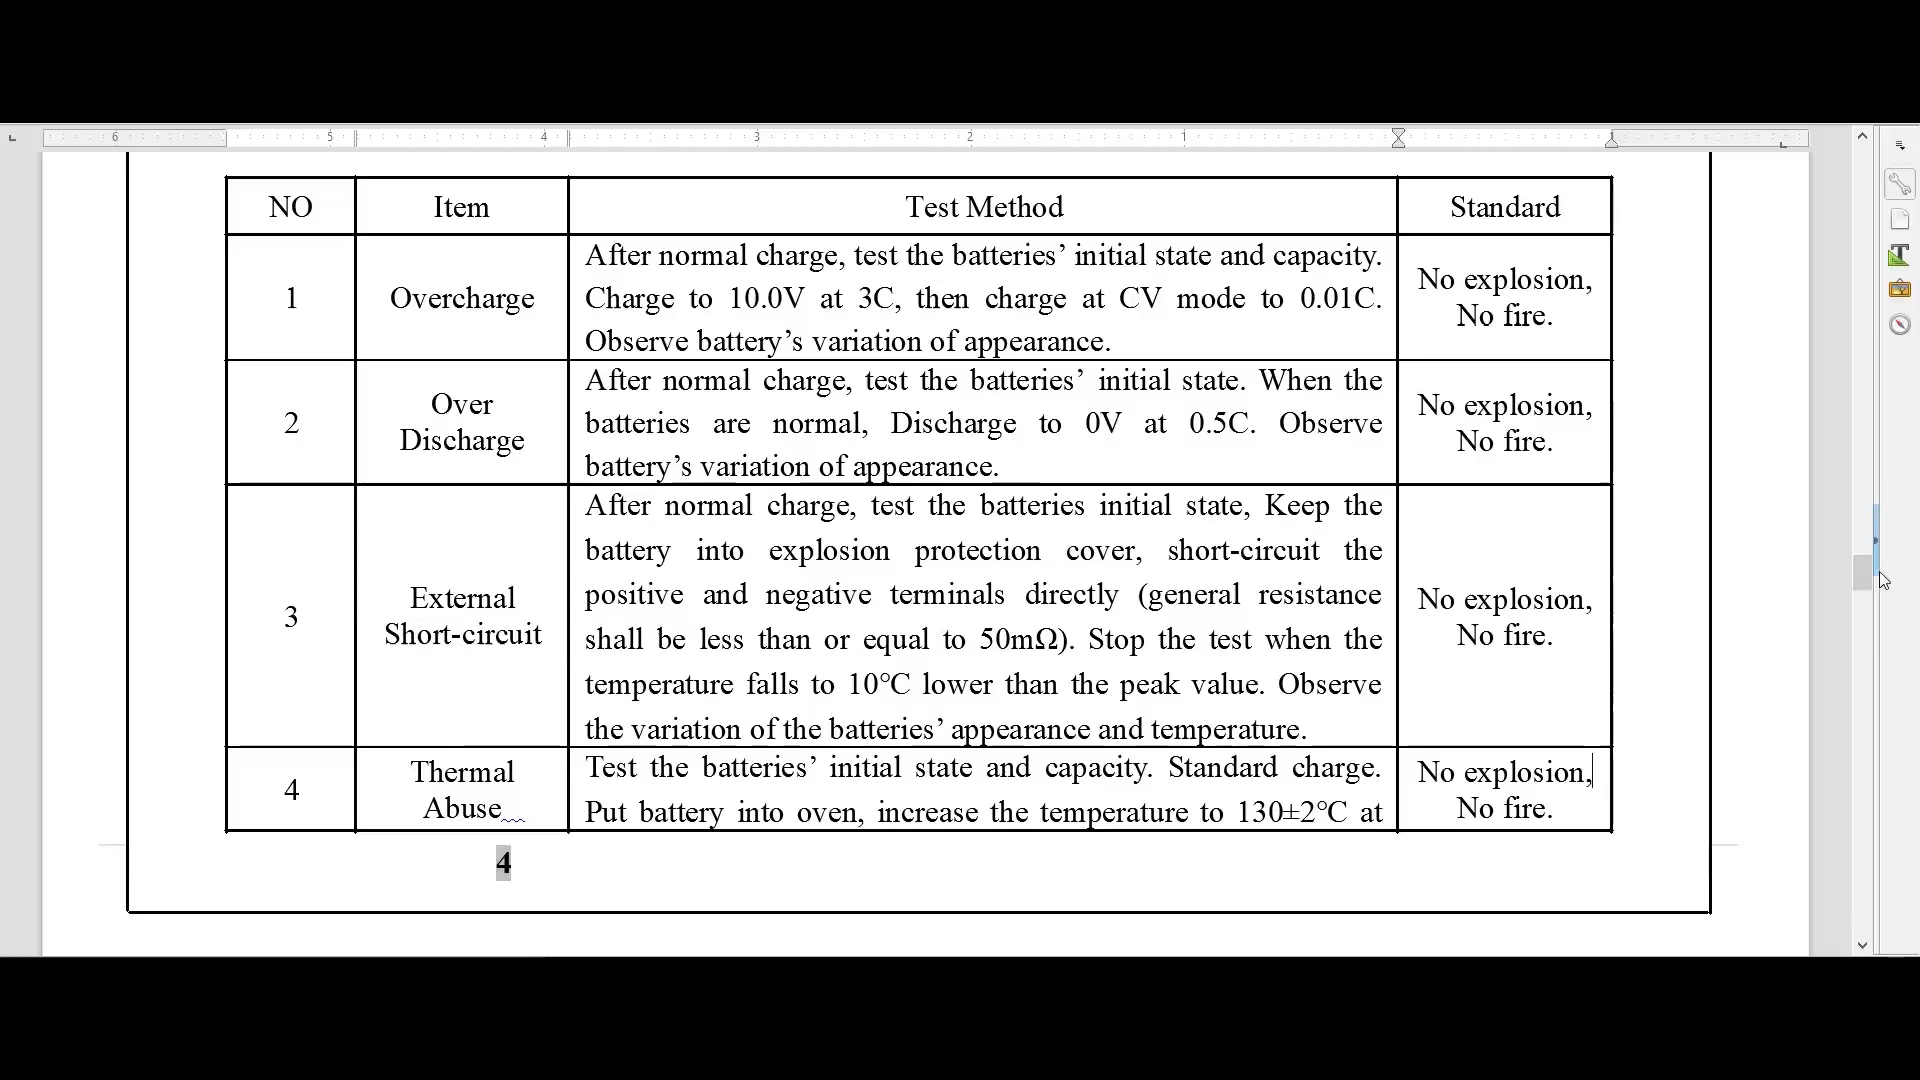 6 5 4 3 2 1 1
NO Item Test Method Standard
1
Overcharge
After normal charge, test the batteries’ initial state and capacity.
Charge to 10.0V at 3C, then charge at CV mode to 0.01C.
Observe battery’s variation of appearance.
No explosion,
No fire.
2
Over
Discharge
After normal charge, test the batteries’ initial state. When the
batteries are normal, Discharge to 0V at 0.5C. Observe
battery’s variation of appearance.
No explosion,
No fire.
3
External
Short-circuit
After normal charge, test the batteries initial state, Keep the
battery into explosion protection cover, short-circuit the
positive and negative terminals directly (general resistance
shall be less than or equal to 50mΩ). Stop the test when the
temperature falls to 10℃ lower than the peak value. Observe
the variation of the batteries’ appearance and temperature.
No explosion,
No fire.
4
Thermal
Abuse
Test the batteries’ initial state and capacity. Standard charge.
Put battery into oven, increase the temperature to 130±2℃ at
No explosion,
No fire.
4